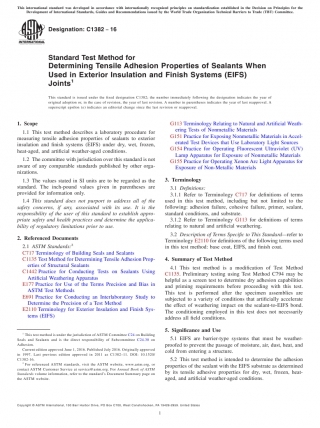 This international standard was developed in accordance with internationally recognized principles on standardization established in the Decision on Principles for the
Development of International Standards, Guides and Recommendations issued by the World Trade Organization Technical Barriers to Trade (TBT) Committee.
Designation: C1382 − 16
Standard Test Method for
Determining Tensile Adhesion Properties of Sealants When
Used in Exterior Insulation and Finish Systems (EIFS)
Joints1
This standard is issued under the fixed designation C1382; the number immediately following the designation indicates the year of
original adoption or, in the case of revision, the year of last revision. A number in parentheses indicates the year of last reapproval. A
superscript epsilon (ε) indicates an editorial change since the last revision or reapproval.
1. Scope
1.1 This test method describes a laboratory procedure for
measuring tensile adhesion properties of sealants to exterior
insulation and finish systems (EIFS) under dry, wet, frozen,
heat-aged, and artificial weather-aged conditions.
1.2 The committee with jurisdiction over this standard is not
aware of any comparable standards published by other orga-
nizations.
1.3 The values stated in SI units are to be regarded as the
standard. The inch-pound values given in parentheses are
provided for information only.
1.4 This standard does not purport to address all of the
safety concerns, if any, associated with its use. It is the
responsibility of the user of this standard to establish appro-
priate safety and health practices and determine the applica-
bility of regulatory limitations prior to use.
2. Referenced Documents
2.1 ASTM Standards:2
C717 Terminology of Building Seals and Sealants
C1135 Test Method for Determining Tensile Adhesion Prop-
erties of Structural Sealants
C1442 Practice for Conducting Tests on Sealants Using
Artificial Weathering Apparatus
E177 Practice for Use of the Terms Precision and Bias in
ASTM Test Methods
E691 Practice for Conducting an Interlaboratory Study to
Determine the Precision of a Test Method
E2110 Terminology for Exterior Insulation and Finish Sys-
tems (EIFS)
1 This test method is under the jurisdiction of ASTM Committee C24 on Building
Seals and Sealants and is the direct responsibility of Subcommittee C24.30 on
Adhesion.
Current edition approved June 1, 2016. Published July 2016. Originally approved
in 1997. Last previous edition approved in 2011 as C1382-11. DOI: 10.1520/
C1382-16.
2 For referenced ASTM standards, visit the ASTM website, www.astm.org, or
contact ASTM Customer Service at service@astm.org. For Annual Book of ASTM
Standards volume information, refer to the standard's Document Summary page on
the ASTM website.
G113 Terminology Relating to Natural and Artificial Weath-
ering Tests of Nonmetallic Materials
G151 Practice for Exposing Nonmetallic Materials in Accel-
erated Test Devices that Use Laboratory Light Sources
G154 Practice for Operating Fluorescent Ultraviolet (UV)
Lamp Apparatus for Exposure of Nonmetallic Materials
G155 Practice for Operating Xenon Arc Light Apparatus for
Exposure of Non-Metallic Materials
3. Terminology
3.1 Definitions:
3.1.1 Refer to Terminology C717 for definitions of terms
used in this test method, including but not limited to the
following: adhesion failure, cohesive failure, primer, sealant,
standard conditions, and substrate.
3.1.2 Refer to Terminology G113 for definitions of terms
relating to natural and artificial weathering.
3.2 Description of Terms Specific to This Standard—refer to
Terminology E2110 for definitions of the following terms used
in this test method: base coat, EIFS, and finish coat.
4. Summary of Test Method
4.1 This test method is a modification of Test Method
C1135. Preliminary testing using Test Method C794 may be
helpful as a screen test to determine dry adhesion capabilities
and primer requirements before proceeding with this test.
This test is performed after the specimen assemblies are
subjected to a variety of conditions that artificially accelerate
the effect of weathering impact on the sealant-to-EIFS bond.
The conditioning employed in this test does not necessarily
address all field conditions.
5. Significance and Use
5.1 EIFS are barrier-type systems that must be weather-
proofed to prevent the passage of moisture, air, dust, heat, and
cold from entering a structure.
5.2 This test method is intended to determine the adhesion
properties of the sealant with the EIFS substrate as determined
by its tensile adhesive properties for dry, wet, frozen, heat-
aged, and artificial weather-aged conditions.
Copyright © ASTM International, 100 Barr Harbor Drive, PO Box C700, West Conshohocken, PA 19428-2959. United States
1